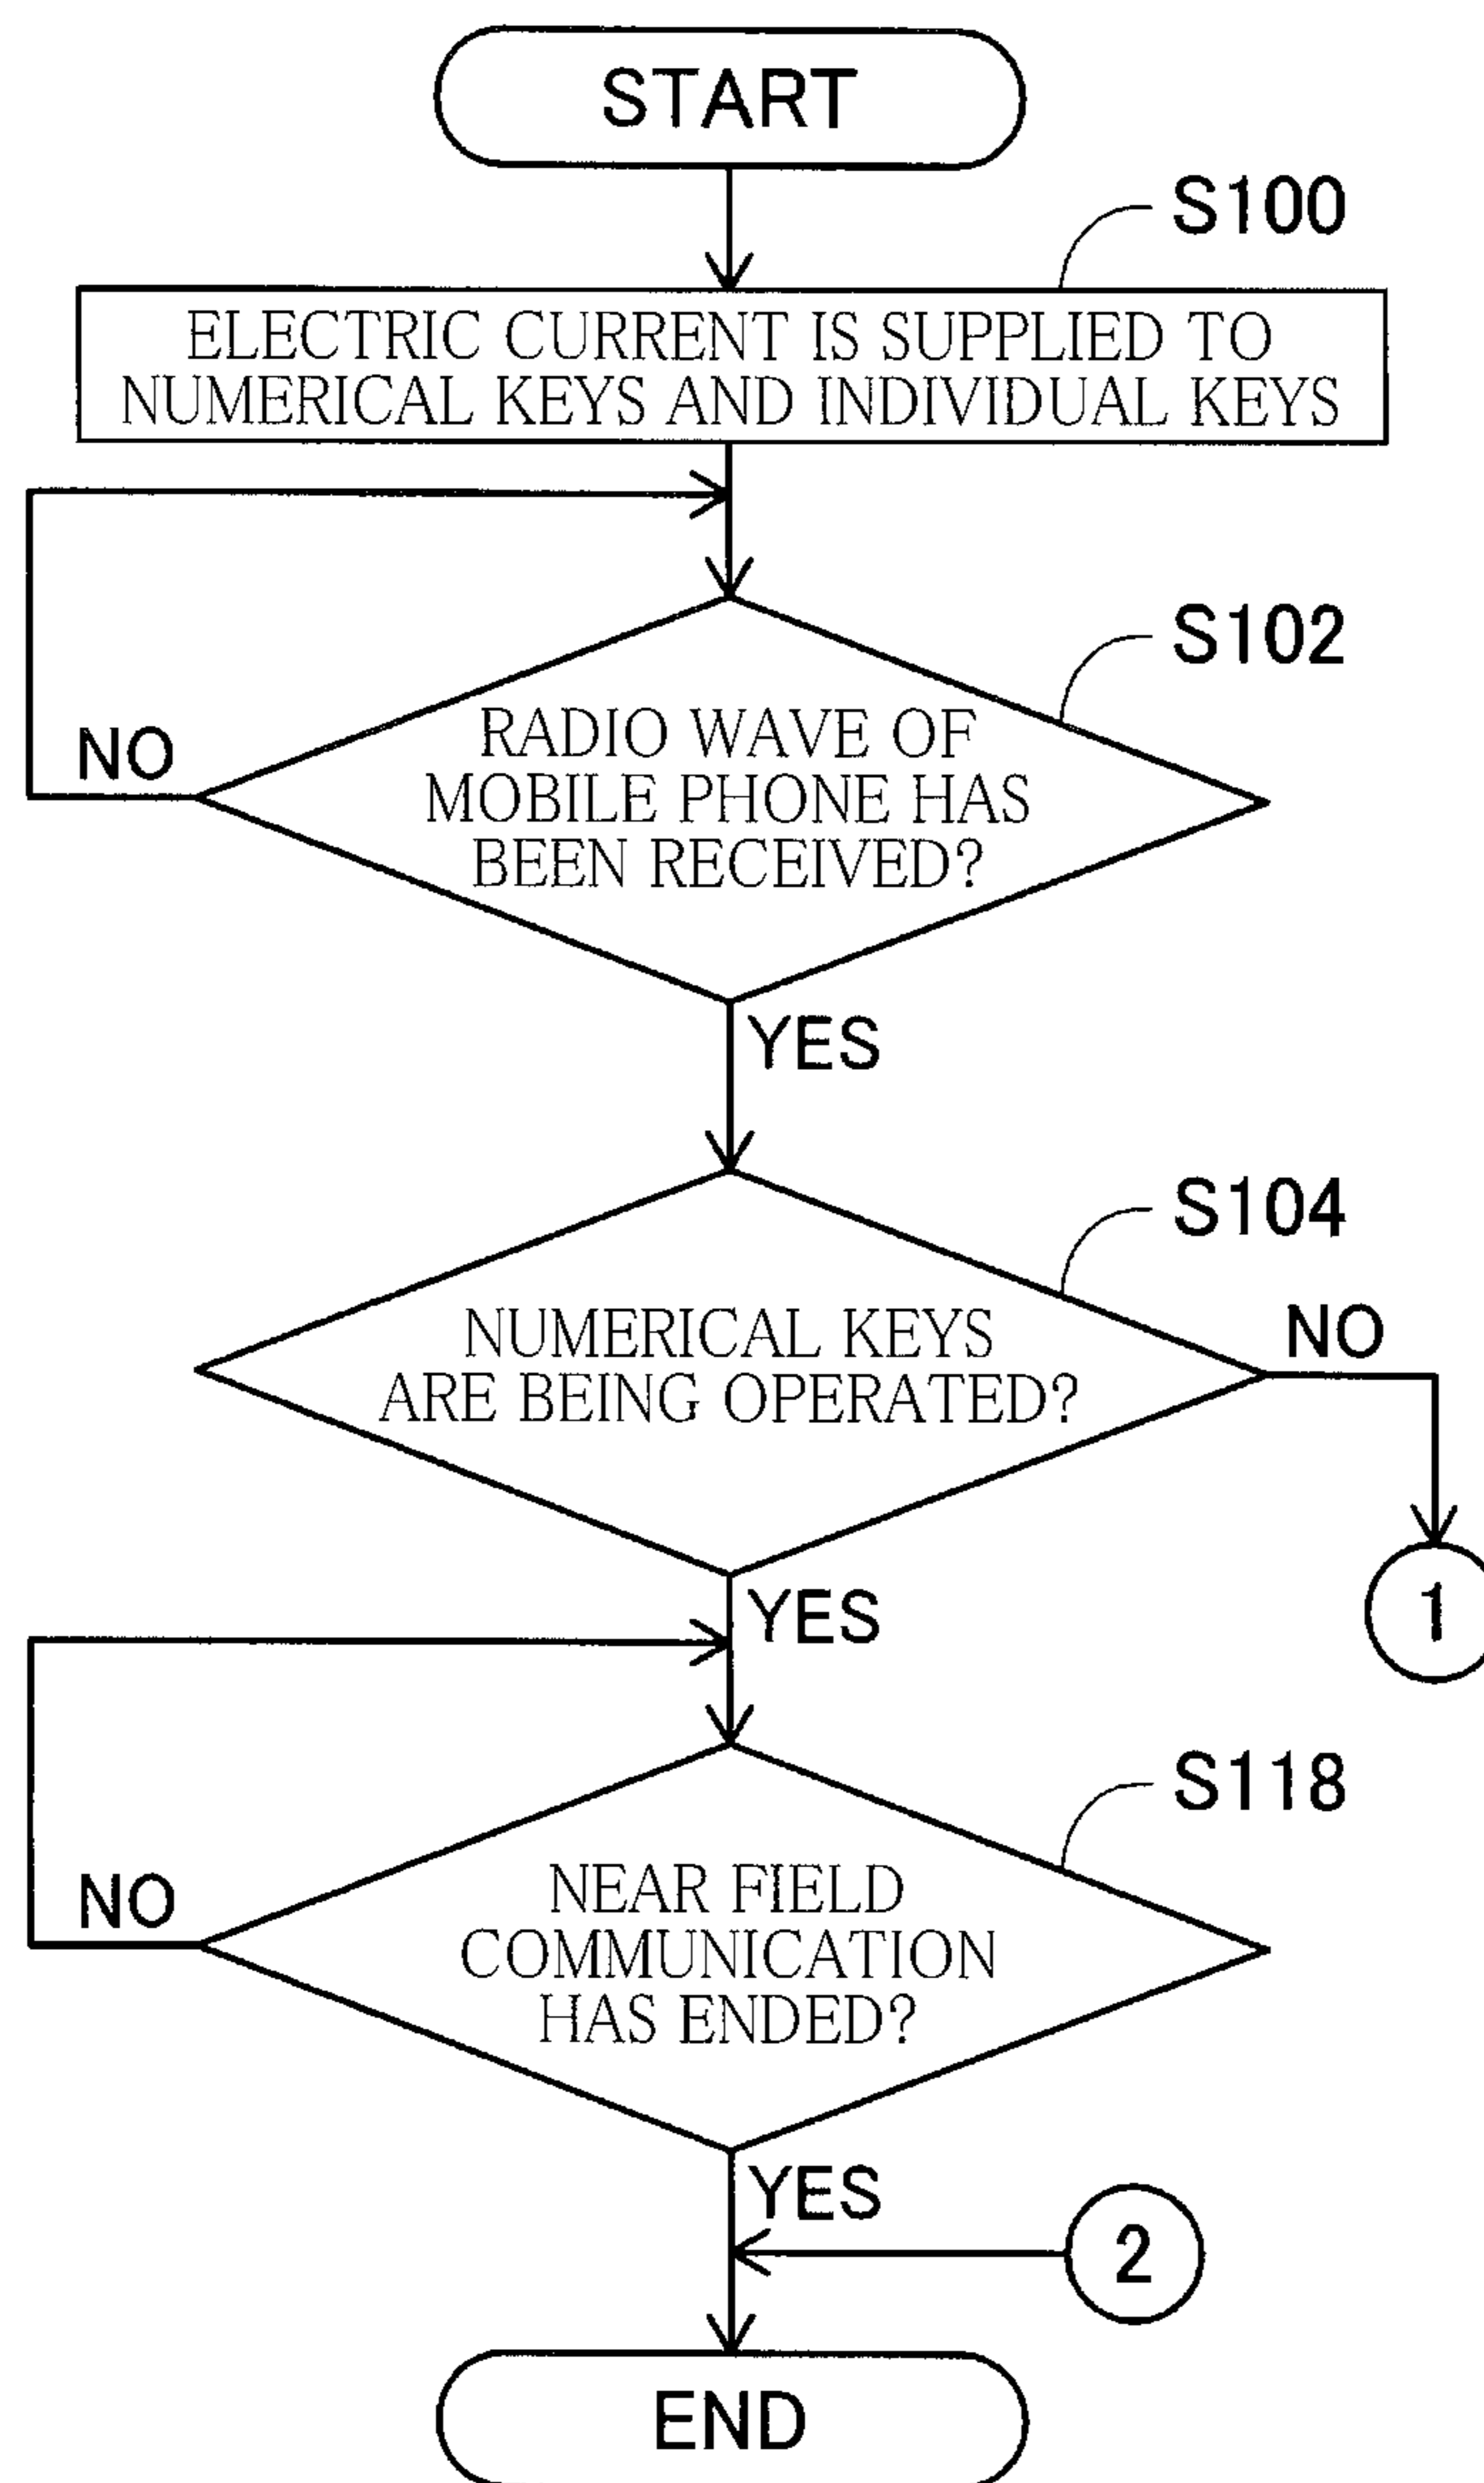 START
S100
ELECTRIC CURRENT IS SUPPLIED TO
NUMERICAL KEYS AND INDIVIDUAL KEYS
S102
RADIO WAVE OF
MOBILE PHONE HAS
BEEN RECEIVED?
NO
YES
S104
NUMERICAL KEYS
ARE BEING OPERATED?
NO
1
YES
S118
NEAR FIELD
COMMUNICATION
HAS ENDED?
NO
YES
2
END